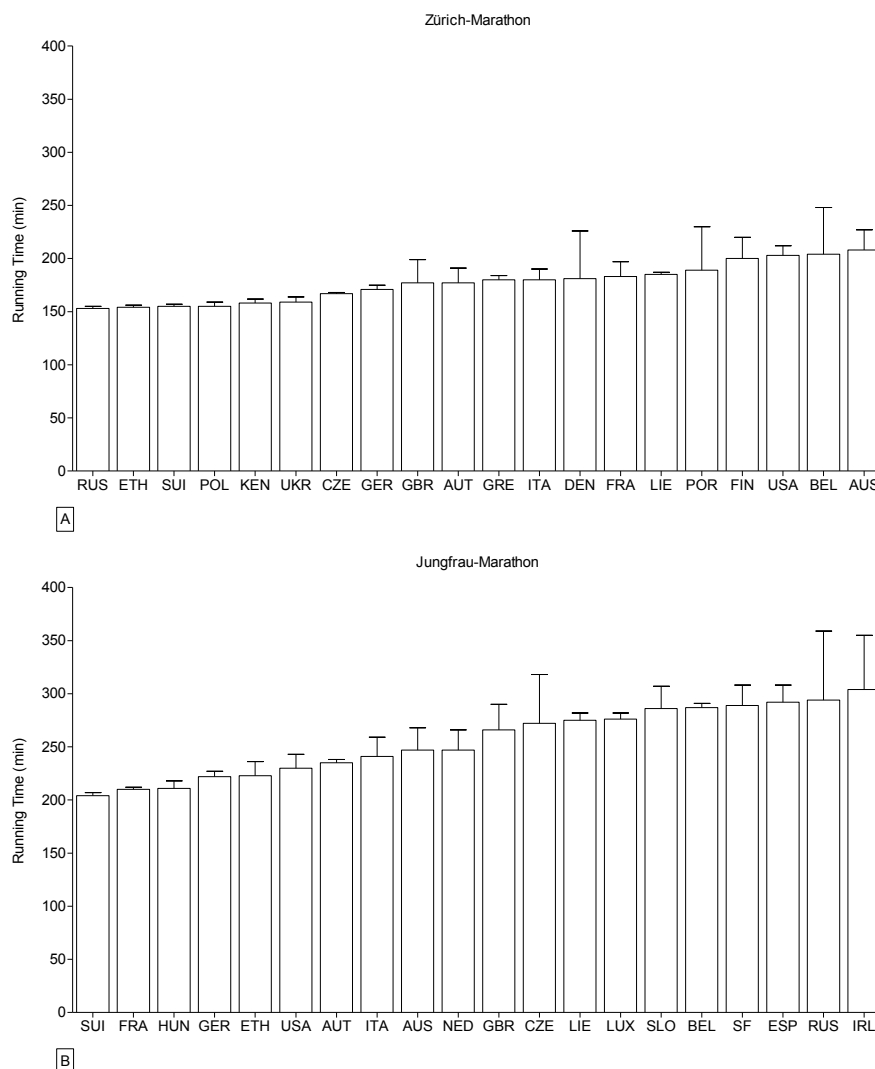 Zürich-Marathon
400
350
300
250
200
150
100
50
0
Running Time (min)
RUS ETH SUI POL KEN UKR CZE GER GBR AUT GRE ITA DEN FRA LIE POR FIN USA BEL AUS
A
Jungfrau-Marathon
400
350
300
250
200
150
100
50
0
Running Time (min)
SUI FRA HUN GER ETH USA AUT ITA AUS NED GBR CZE LIE LUX SLO BEL SF ESP RUS IRL
B